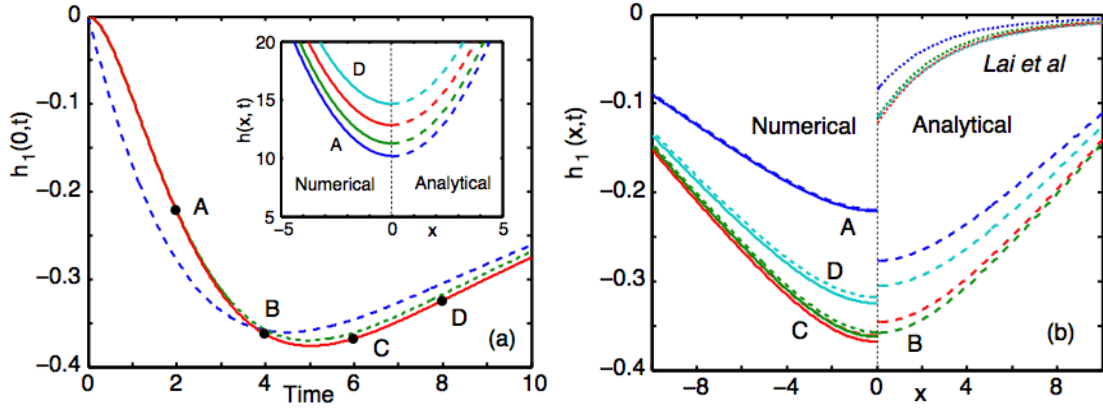 0
−0.1
−0.2
−0.3
−0.4
h₁(0,t)
0
2
4
6
8
10
Time
A
B
C
D
(a)
20
15
10
5
h(x, t)
−5
0
5
x
D
A
Numerical
Analytical
0
−0.1
−0.2
−0.3
−0.4
h₁ (x,t)
−8
−4
0
4
8
x
Lai et al
Numerical
Analytical
A
D
C
B
(b)